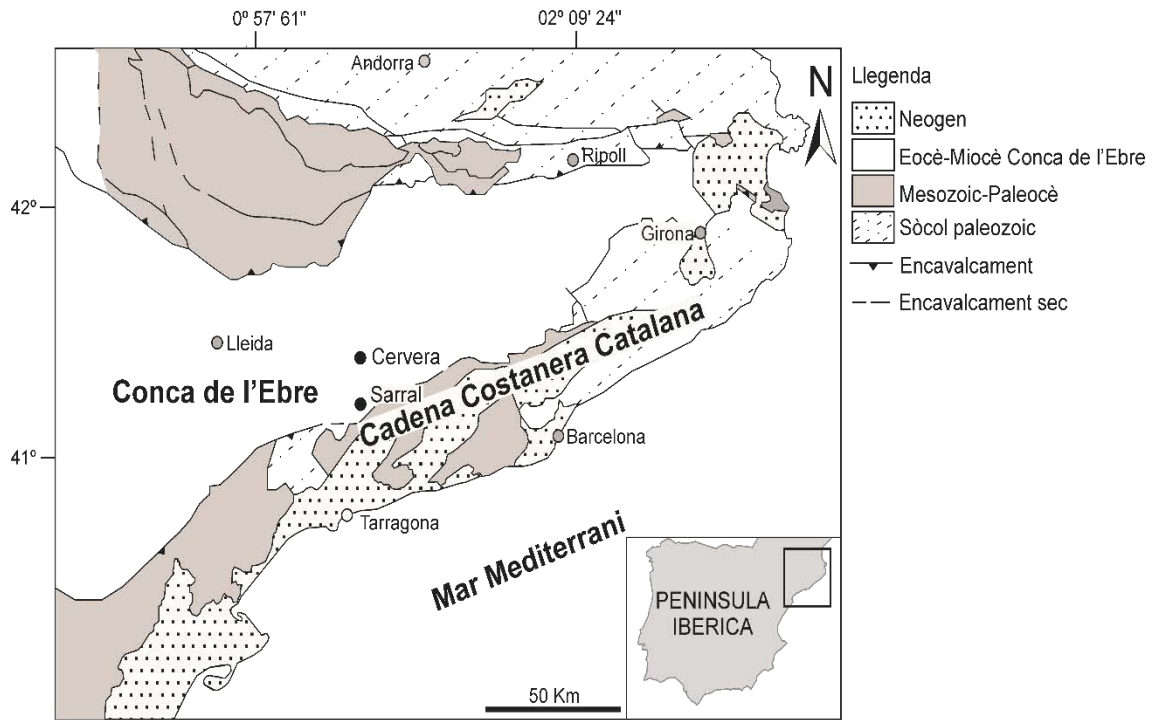 0º 57' 61"
02º 09' 24"
Andorra
N
Ripoll
42º
Girona
Lleida
Cervera
Conca de l'Ebre
Sarral
Cadena Costanera Catalana
Barcelona
41º
Tarragona
Mar Mediterrani
PENINSULA
IBERICA
50 Km
Llegenda
Neogen
Eocè-Miocè Conca de l'Ebre
Mesozoic-Paleocè
Sòcol paleozoic
Encavalcament
Encavalcament sec